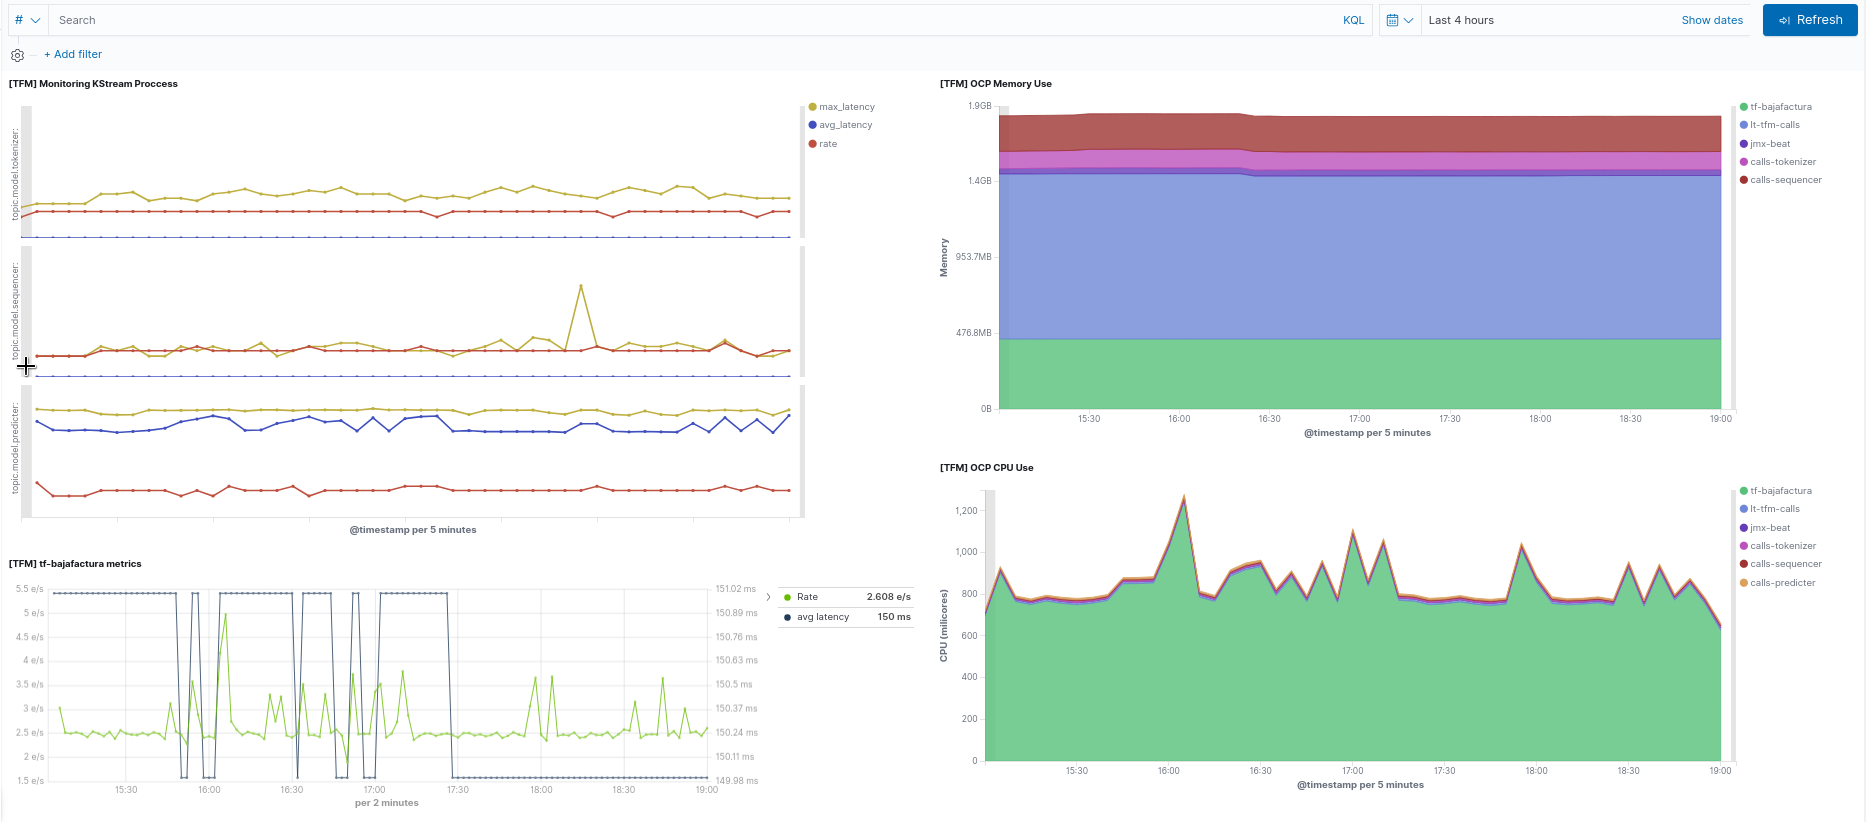 #
Search
KQL
Last 4 hours
Show dates
Refresh
+ Add filter
[TFM] Monitoring KStream Proccess
topic.model.tokenizer:
topic.model.sequencer:
topic.model.predicter:
max_latency
avg_latency
rate
@timestamp per 5 minutes
[TFM] tf-bajafactura metrics
5.5 e/s
5 e/s
4.5 e/s
4 e/s
3.5 e/s
3 e/s
2.5 e/s
2 e/s
1.5 e/s
151.02 ms
150.89 ms
150.76 ms
150.63 ms
150.5 ms
150.37 ms
150.24 ms
150.11 ms
149.98 ms
15:30 16:00 16:30 17:00 17:30 18:00 18:30 19:00
per 2 minutes
Rate 2.608 e/s
avg latency 150 ms
[TFM] OCP Memory Use
Memory
1.9GB
1.4GB
953.7MB
476.8MB
0B
15:30 16:00 16:30 17:00 17:30 18:00 18:30 19:00
@timestamp per 5 minutes
tf-bajafactura
lt-tfm-calls
jmx-beat
calls-tokenizer
calls-sequencer
[TFM] OCP CPU Use
CPU (milicores)
1,200
1,000
800
600
400
200
0
15:30 16:00 16:30 17:00 17:30 18:00 18:30 19:00
@timestamp per 5 minutes
tf-bajafactura
lt-tfm-calls
jmx-beat
calls-tokenizer
calls-sequencer
calls-predicter